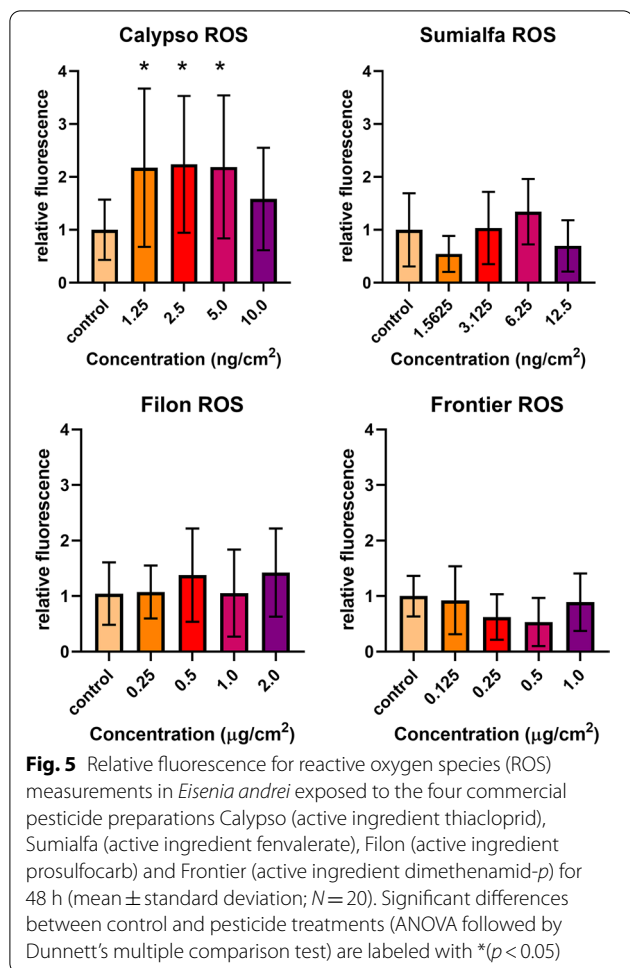 Calypso ROS
relative fluorescence
4
3
2
1
0
* * *
control 1.25 2.5 5.0 10.0
Concentration (ng/cm²)
Sumialfa ROS
relative fluorescence
4
3
2
1
0
control 1.5625 3.125 6.25 12.5
Concentration (ng/cm²)
Filon ROS
relative fluorescence
4
3
2
1
0
control 0.25 0.5 1.0 2.0
Concentration (µg/cm²)
Frontier ROS
relative fluorescence
4
3
2
1
0
control 0.125 0.25 0.5 1.0
Concentration (µg/cm²)
Fig. 5 Relative fluorescence for reactive oxygen species (ROS)
measurements in Eisenia andrei exposed to the four commercial
pesticide preparations Calypso (active ingredient thiacloprid),
Sumialfa (active ingredient fenvalerate), Filon (active ingredient
prosulfocarb) and Frontier (active ingredient dimethenamid-p) for
48 h (mean ± standard deviation; N = 20). Significant differences
between control and pesticide treatments (ANOVA followed by
Dunnett's multiple comparison test) are labeled with *(p < 0.05)